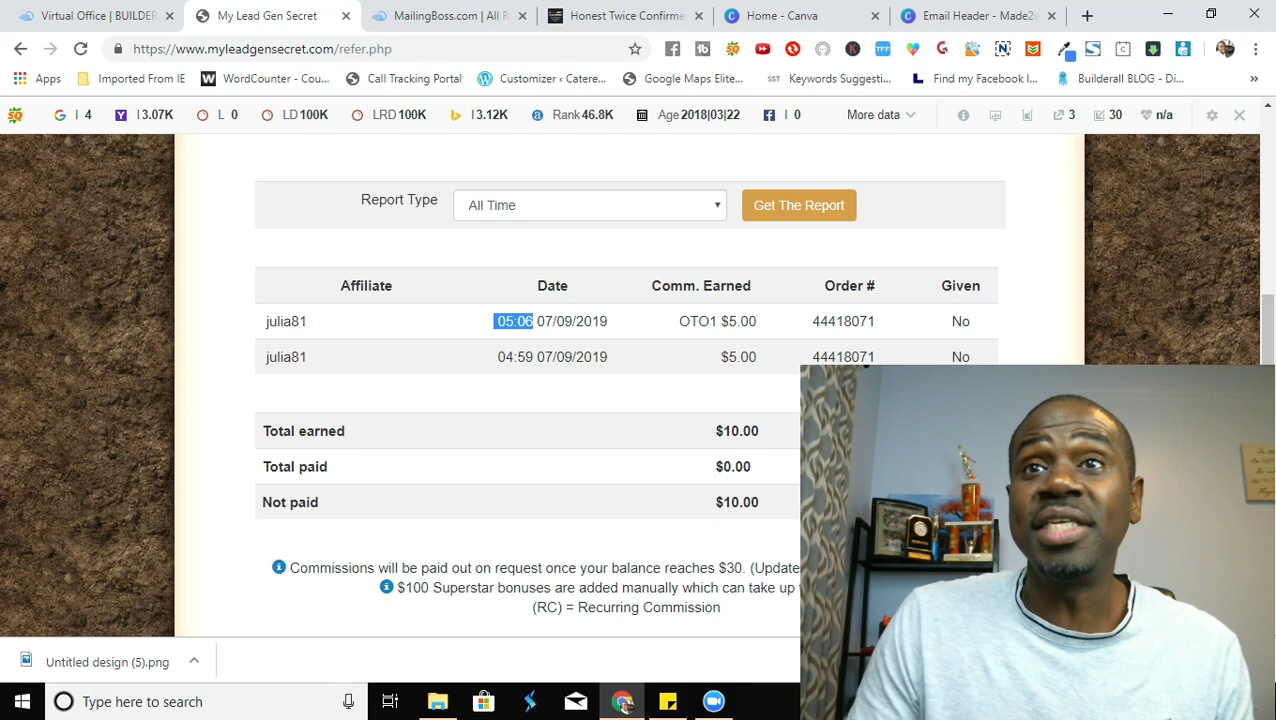 Virtual Office | BUILDER
My Lead Gen Secret
MailingBoss.com | All R
Honest Twice Confirme
Home - Canva
Email Header - Made2w
https://www.myleadgensecret.com/refer.php
Apps
Imported From IE
WordCounter - Cou...
Call Tracking Portal
Customizer ‹ Catere...
Google Maps Elite...
SST Keywords Suggesti...
Find my Facebook I...
Builderall BLOG - Di...
I 4
I 3.07K
L 0
LD 100K
LRD 100K
I 3.12K
Rank 46.8K
Age 2018|03|22
I 0
More data
3
30
n/a
Report Type
All Time
Get The Report
Affiliate Date Comm. Earned Order # Given
julia81 05:06 07/09/2019 OTO1 $5.00 44418071 No
julia81 04:59 07/09/2019 $5.00 44418071 No
Total earned $10.00
Total paid $0.00
Not paid $10.00
Commissions will be paid out on request once your balance reaches $30. (Update
$100 Superstar bonuses are added manually which can take up
(RC) = Recurring Commission
Untitled design (5).png
Type here to search